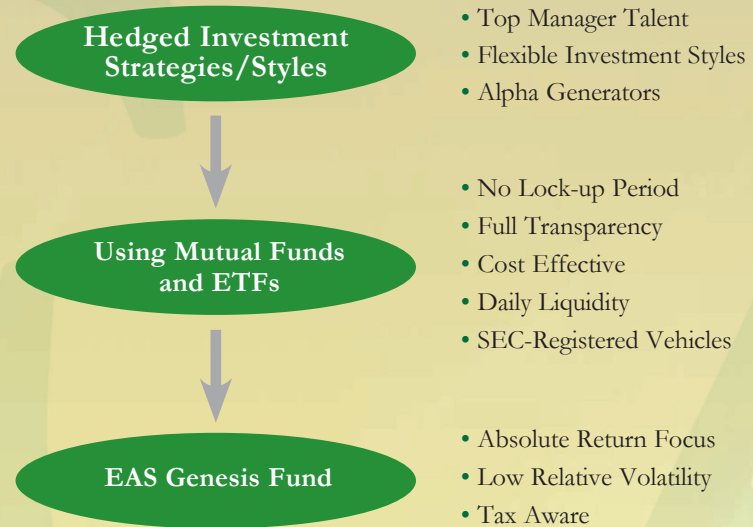 Hedged Investment
Strategies/Styles
• Top Manager Talent
• Flexible Investment Styles
• Alpha Generators
Using Mutual Funds
and ETFs
• No Lock-up Period
• Full Transparency
• Cost Effective
• Daily Liquidity
• SEC-Registered Vehicles
EAS Genesis Fund
• Absolute Return Focus
• Low Relative Volatility
• Tax Aware